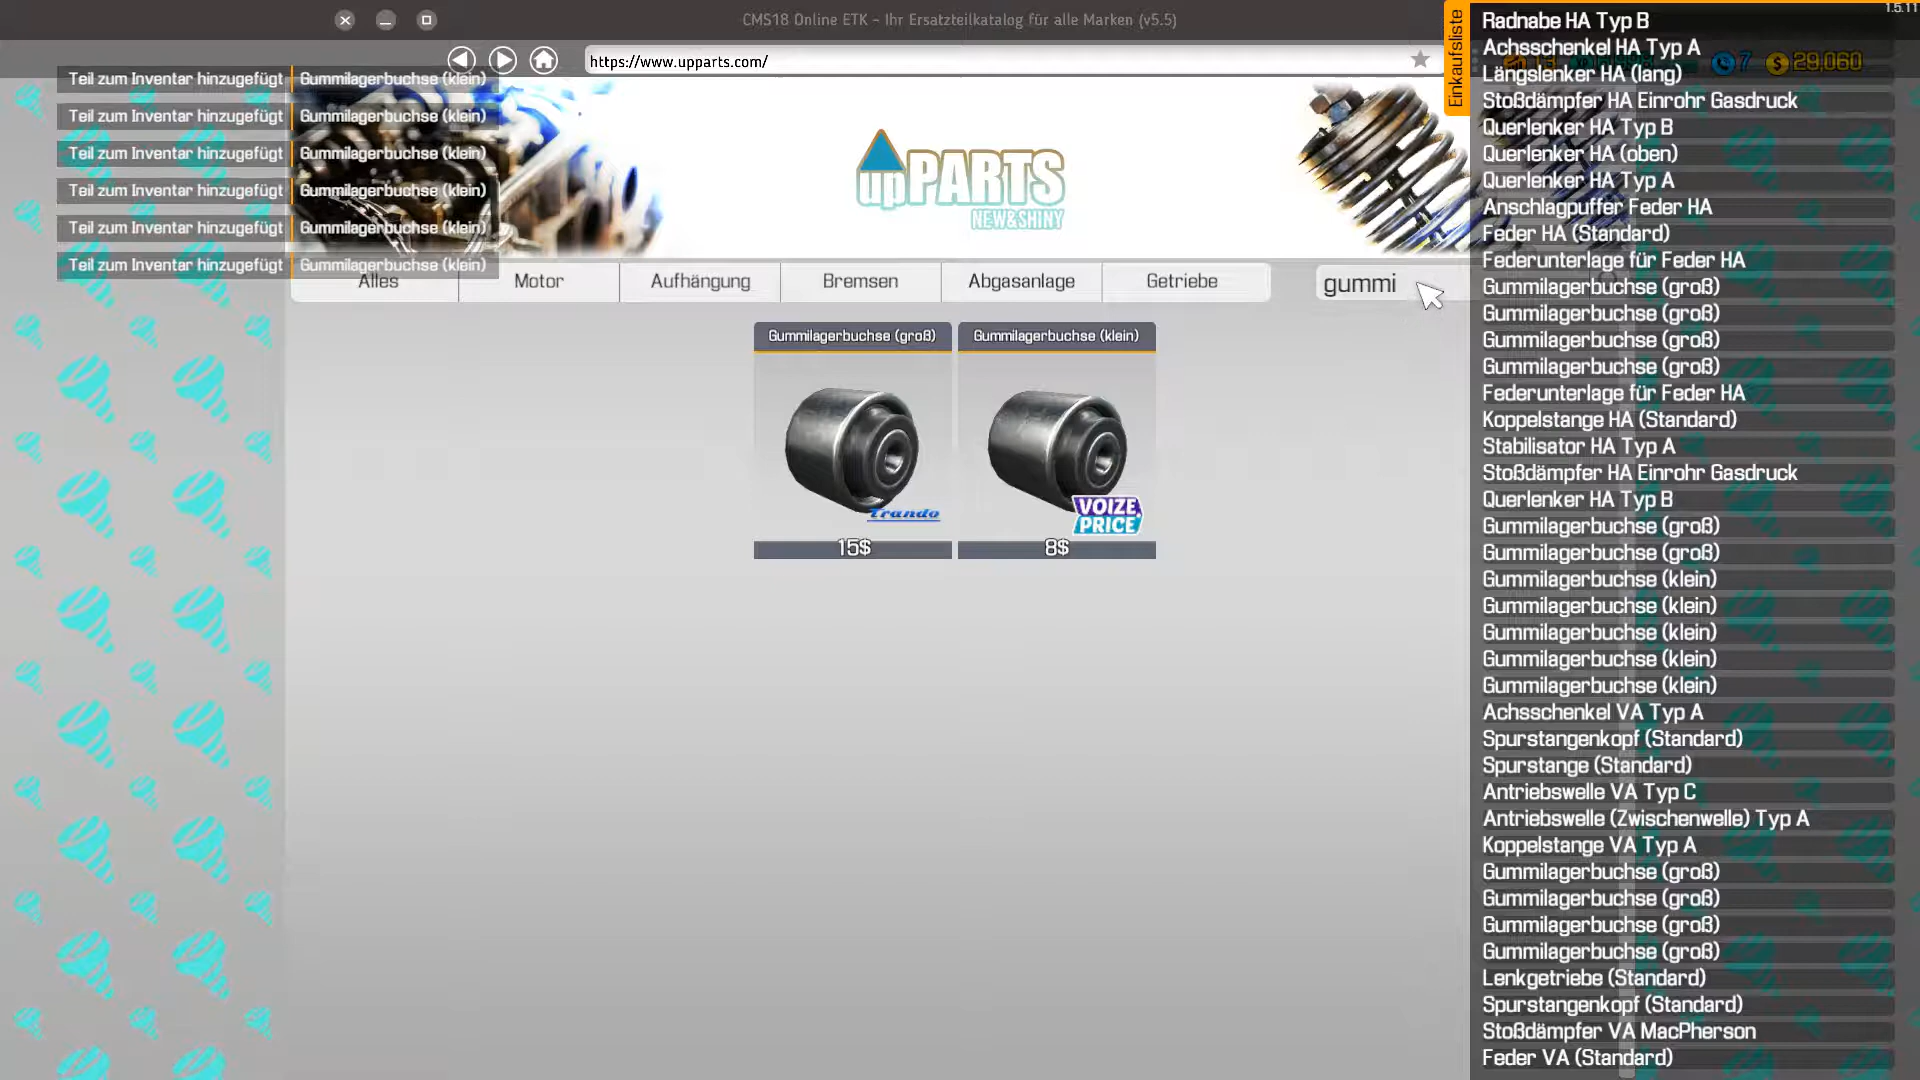 CMS18 Online ETK - Ihr Ersatzteilkatalog für alle Marken (v5.5)
1.5.11
https://www.upparts.com/
7
29,060
Teil zum Inventar hinzugefügt Gummilagerbuchse (klein)
Teil zum Inventar hinzugefügt Gummilagerbuchse (klein)
Teil zum Inventar hinzugefügt Gummilagerbuchse (klein)
Teil zum Inventar hinzugefügt Gummilagerbuchse (klein)
Teil zum Inventar hinzugefügt Gummilagerbuchse (klein)
Teil zum Inventar hinzugefügt Gummilagerbuchse (klein)
upPARTS
NEW&SHINY
Alles Motor Aufhängung Bremsen Abgasanlage Getriebe gummi
Gummilagerbuchse (groß) Gummilagerbuchse (klein)
Trando
VOIZE
PRICE
15$ 8$
Einkaufsliste
Radnabe HA Typ B
Achsschenkel HA Typ A
Längslenker HA (lang)
Stoßdämpfer HA Einrohr Gasdruck
Querlenker HA Typ B
Querlenker HA (oben)
Querlenker HA Typ A
Anschlagpuffer Feder HA
Feder HA (Standard)
Federunterlage für Feder HA
Gummilagerbuchse (groß)
Gummilagerbuchse (groß)
Gummilagerbuchse (groß)
Gummilagerbuchse (groß)
Federunterlage für Feder HA
Koppelstange HA (Standard)
Stabilisator HA Typ A
Stoßdämpfer HA Einrohr Gasdruck
Querlenker HA Typ B
Gummilagerbuchse (groß)
Gummilagerbuchse (groß)
Gummilagerbuchse (klein)
Gummilagerbuchse (klein)
Gummilagerbuchse (klein)
Gummilagerbuchse (klein)
Gummilagerbuchse (klein)
Achsschenkel VA Typ A
Spurstangenkopf (Standard)
Spurstange (Standard)
Antriebswelle VA Typ C
Antriebswelle (Zwischenwelle) Typ A
Koppelstange VA Typ A
Gummilagerbuchse (groß)
Gummilagerbuchse (groß)
Gummilagerbuchse (groß)
Gummilagerbuchse (groß)
Lenkgetriebe (Standard)
Spurstangenkopf (Standard)
Stoßdämpfer VA MacPherson
Feder VA (Standard)